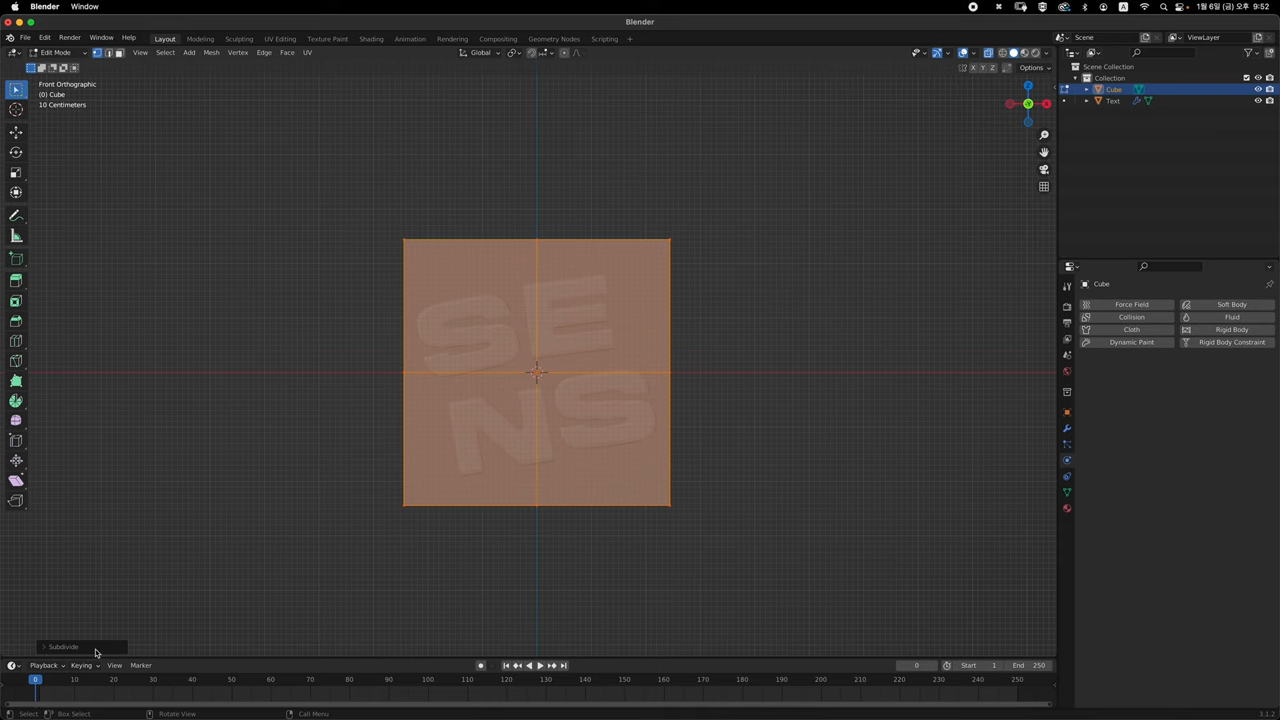 Blender Window A 1월 6일 (금) 오후 9:52
Blender
File Edit Render Window Help Layout Modeling Sculpting UV Editing Texture Paint Shading Animation Rendering Compositing Geometry Nodes Scripting + Scene ViewLayer
Edit Mode View Select Add Mesh Vertex Edge Face UV Global
X Y Z Options
Scene Collection
Collection
Cube
Text
Front Orthographic
(0) Cube
10 Centimeters
Z
X
SE
NS
Cube
Force Field Soft Body
Collision Fluid
Cloth Rigid Body
Dynamic Paint Rigid Body Constraint
Subdivide
Playback Keying View Marker 0 Start 1 End 250
0 10 20 30 40 50 60 70 80 90 100 110 120 130 140 150 160 170 180 190 200 210 220 230 240 250
Select Box Select Rotate View Call Menu 3.1.2